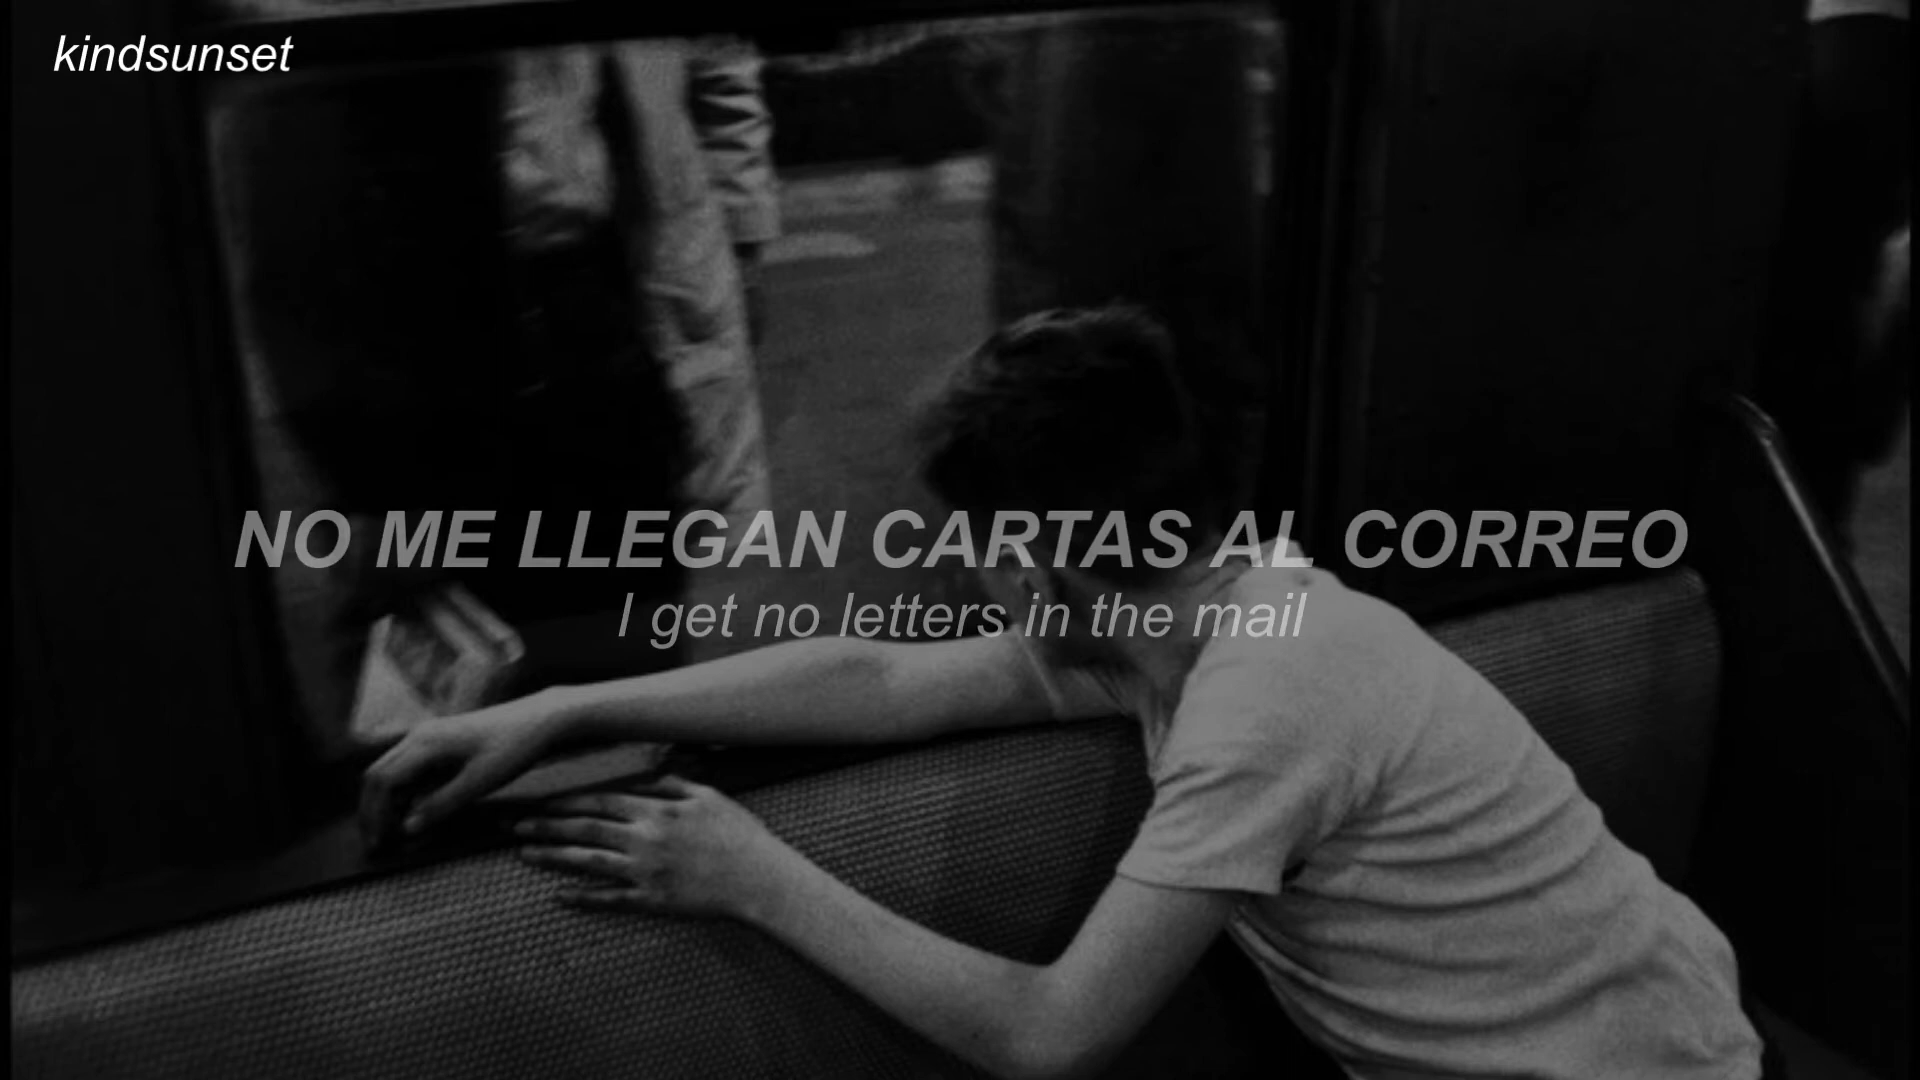 kindsunset
NO ME LLEGAN CARTAS AL CORREO
I get no letters in the mail